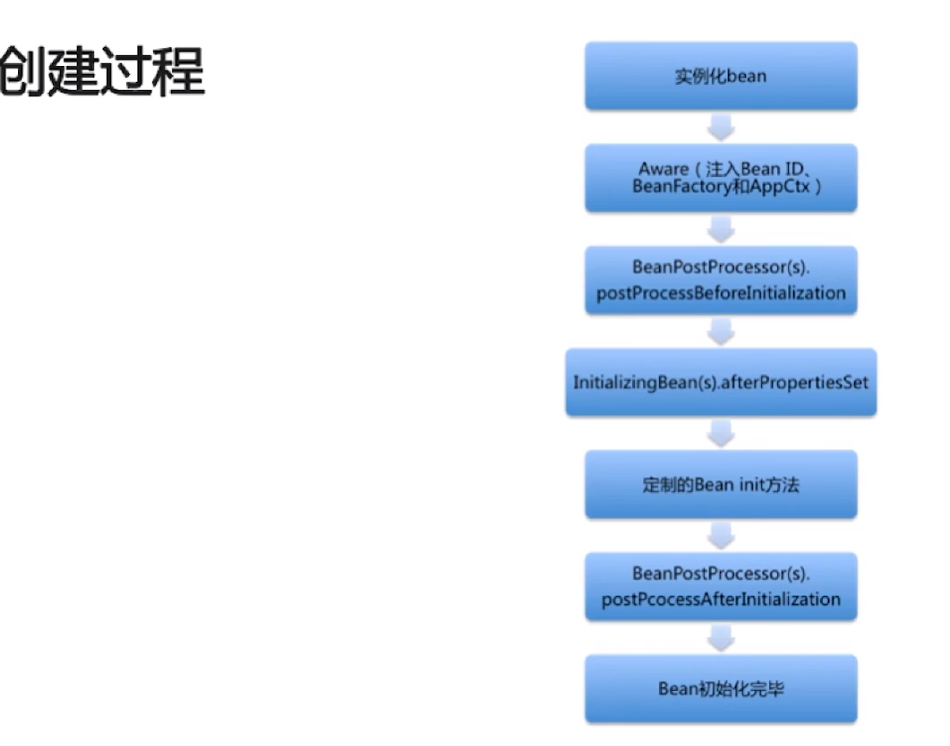 创建过程
实例化bean
Aware（注入Bean ID、
BeanFactory和AppCtx）
BeanPostProcessor(s).
postProcessBeforeInitialization
InitializingBean(s).afterPropertiesSet
定制的Bean init方法
BeanPostProcessor(s).
postPcocessAfterInitialization
Bean初始化完毕